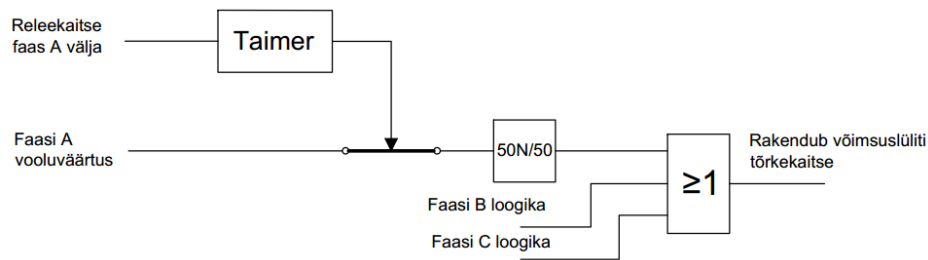 Releekaitse
faas A välja
Taimer
Faasi A
vooluväärtus
50N/50
Faasi B loogika
Faasi C loogika
≥1
Rakendub võimsuslüliti
tõrkekaitse